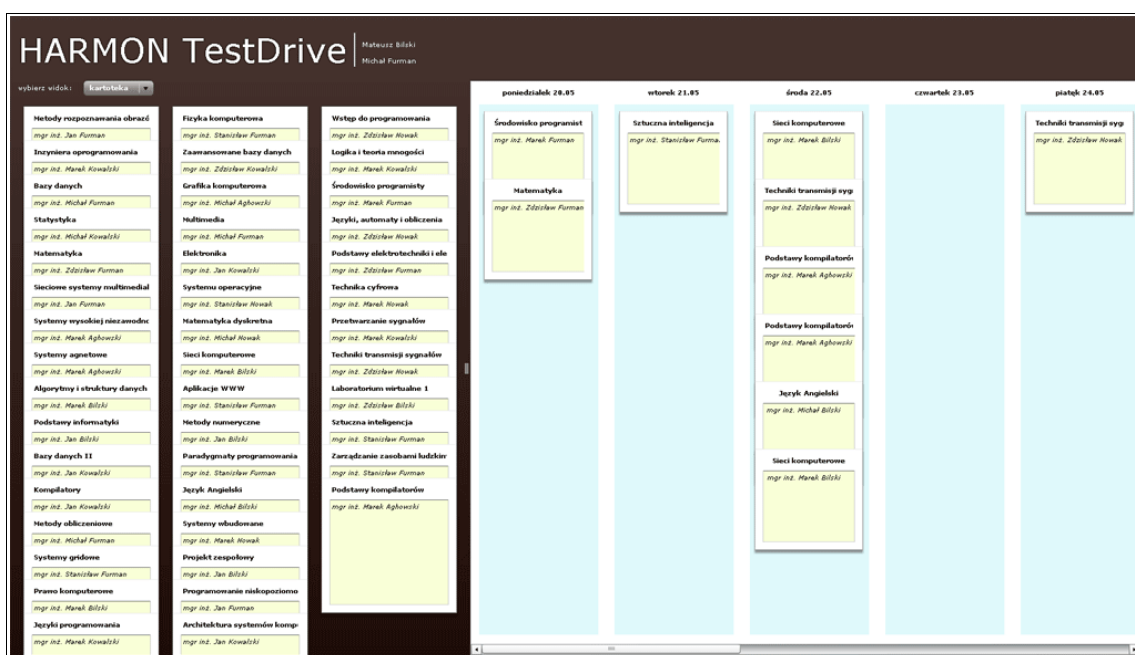 HARMON TestDrive
Mateusz Bilski
Michał Furman
wybierz widok:
kartoteka
Metody rozpoznawania obrazó
mgr inż. Jan Furman
Inzyniera oprogramowania
mgr inż. Marek Kowalski
Bazy danych
mgr inż. Michał Furman
Statystyka
mgr inż. Michał Kowalski
Matematyka
mgr inż. Zdzisław Furman
Sieciowe systemy multimedial
mgr inż. Jan Furman
Systemy wysokiej niezawodno
mgr inż. Marek Aghowski
Systemy agnetowe
mgr inż. Marek Aghowski
Algorytmy i struktury danych
mgr inż. Marek Bilski
Podstawy informatyki
mgr inż. Jan Bilski
Bazy danych II
mgr inż. Jan Kowalski
Kompilatory
mgr inż. Jan Kowalski
Metody obliczeniowe
mgr inż. Michał Furman
Systemy gridowe
mgr inż. Stanisław Furman
Prawo komputerowe
mgr inż. Marek Bilski
Języki programowania
mgr inż. Marek Kowalski
Fizyka komputerowa
mgr inż. Stanisław Furman
Zaawansowane bazy danych
mgr inż. Zdzisław Kowalski
Grafika komputerowa
mgr inż. Michał Aghowski
Multimedia
mgr inż. Michał Furman
Elektronika
mgr inż. Jan Kowalski
Systemu operacyjne
mgr inż. Stanisław Nowak
Matematyka dyskretna
mgr inż. Michał Nowak
Sieci komputerowe
mgr inż. Marek Bilski
Aplikacje WWW
mgr inż. Stanisław Furman
Metody numeryczne
mgr inż. Jan Bilski
Paradygmaty programowania
mgr inż. Stanisław Furman
Język Angielski
mgr inż. Michał Bilski
Systemy wbudowane
mgr inż. Marek Nowak
Projekt zespołowy
mgr inż. Jan Bilski
Programowanie niskopoziomo
mgr inż. Jan Furman
Architektura systemów komp
mgr inż. Jan Kowalski
Wstęp do programowania
mgr inż. Zdzisław Nowak
Logika i teoria mnogości
mgr inż. Marek Kowalski
Środowisko programisty
mgr inż. Marek Furman
Języki, automaty i obliczenia
mgr inż. Zdzisław Nowak
Podstawy elektrotechniki i ele
mgr inż. Zdzisław Furman
Technika cyfrowa
mgr inż. Marek Nowak
Przetwarzanie sygnałów
mgr inż. Marek Kowalski
Techniki transmisji sygnałów
mgr inż. Zdzisław Nowak
Laboratorium wirtualne 1
mgr inż. Zdzisław Bilski
Sztuczna inteligencja
mgr inż. Stanisław Furman
Zarządzanie zasobami ludzkim
mgr inż. Stanisław Furman
Podstawy kompilatorów
mgr inż. Marek Aghowski
poniedzialek 20.05
Środowisko programist
mgr inż. Marek Furman
Matematyka
mgr inż. Zdzisław Furman
wtorek 21.05
Sztuczna inteligencja
mgr inż. Stanisław Furma
środa 22.05
Sieci komputerowe
mgr inż. Marek Bilski
Techniki transmisji syg
mgr inż. Zdzisław Nowak
Podstawy kompilatoró
mgr inż. Marek Aghowski
Podstawy kompilatoró
mgr inż. Marek Aghowski
Język Angielski
mgr inż. Michał Bilski
Sieci komputerowe
mgr inż. Marek Bilski
czwartek 23.05
piątek 24.05
Techniki transmisji syg
mgr inż. Zdzisław Nowak